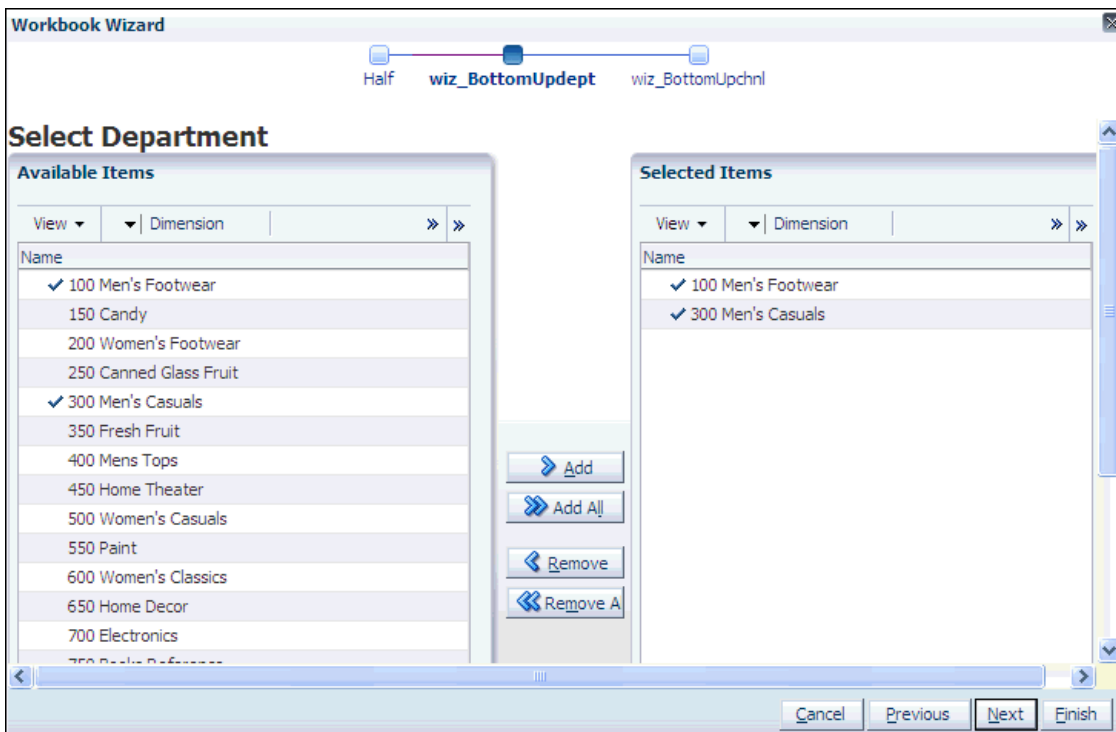 Workbook Wizard
Half wiz_BottomUpdept wiz_BottomUpchnl
Select Department
Available Items
View Dimension
Name
100 Men's Footwear
150 Candy
200 Women's Footwear
250 Canned Glass Fruit
300 Men's Casuals
350 Fresh Fruit
400 Mens Tops
450 Home Theater
500 Women's Casuals
550 Paint
600 Women's Classics
650 Home Decor
700 Electronics
Add
Add All
Remove
Remove A
Selected Items
View Dimension
Name
100 Men's Footwear
300 Men's Casuals
Cancel Previous Next Finish